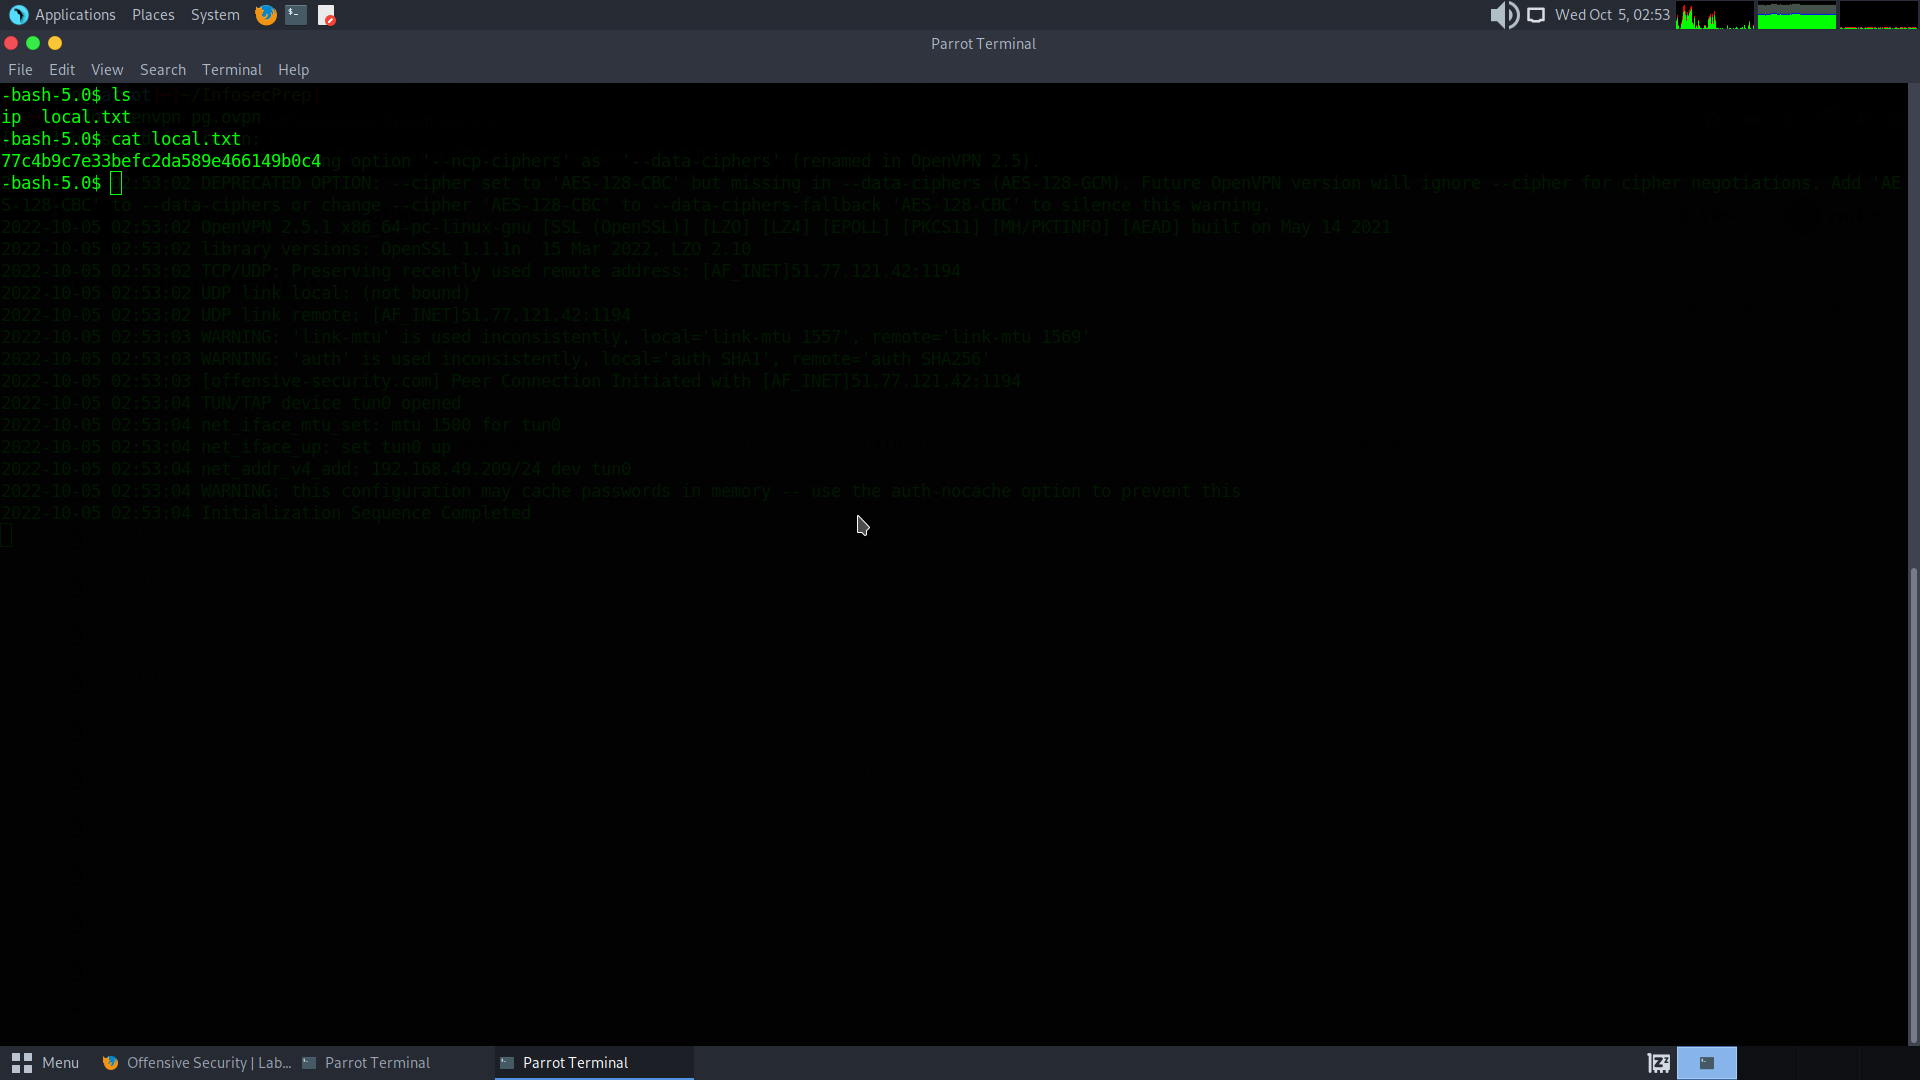 Applications Places System Wed Oct 5, 02:53
Parrot Terminal
File Edit View Search Terminal Help
-bash-5.0$ ls
/InfosecPrep
ip local.txt
pg.ovpn
-bash-5.0$ cat local.txt
77c4b9c7e33befc2da589e466149b0c4
option '--ncp-ciphers' as '--data-ciphers' (renamed in OpenVPN 2.5).
-bash-5.0$
2:53:02 DEPRECATED OPTION: --cipher set to 'AES-128-CBC' but missing in --data-ciphers (AES-128-GCM). Future OpenVPN version will ignore --cipher for cipher negotiations. Add 'AE
S-128-CBC' to --data-ciphers or change --cipher 'AES-128-CBC' to --data-ciphers-fallback 'AES-128-CBC' to silence this warning.
2022-10-05 02:53:02 OpenVPN 2.5.1 x86_64-pc-linux-gnu [SSL (OpenSSL)] [LZO] [LZ4] [EPOLL] [PKCS11] [MH/PKTINFO] [AEAD] built on May 14 2021
2022-10-05 02:53:02 library versions: OpenSSL 1.1.1n 15 Mar 2022, LZO 2.10
2022-10-05 02:53:02 TCP/UDP: Preserving recently used remote address: [AF_INET]51.77.121.42:1194
2022-10-05 02:53:02 UDP link local: (not bound)
2022-10-05 02:53:02 UDP link remote: [AF_INET]51.77.121.42:1194
2022-10-05 02:53:03 WARNING: 'link-mtu' is used inconsistently, local='link-mtu 1557', remote='link-mtu 1569'
2022-10-05 02:53:03 WARNING: 'auth' is used inconsistently, local='auth SHA1', remote='auth SHA256'
2022-10-05 02:53:03 [offensive-security.com] Peer Connection Initiated with [AF_INET]51.77.121.42:1194
2022-10-05 02:53:04 TUN/TAP device tun0 opened
2022-10-05 02:53:04 net_iface_mtu_set: mtu 1500 for tun0
2022-10-05 02:53:04 net_iface_up: set tun0 up
2022-10-05 02:53:04 net_addr_v4_add: 192.168.49.209/24 dev tun0
2022-10-05 02:53:04 WARNING: this configuration may cache passwords in memory -- use the auth-nocache option to prevent this
2022-10-05 02:53:04 Initialization Sequence Completed
Menu Offensive Security | Lab... Parrot Terminal Parrot Terminal